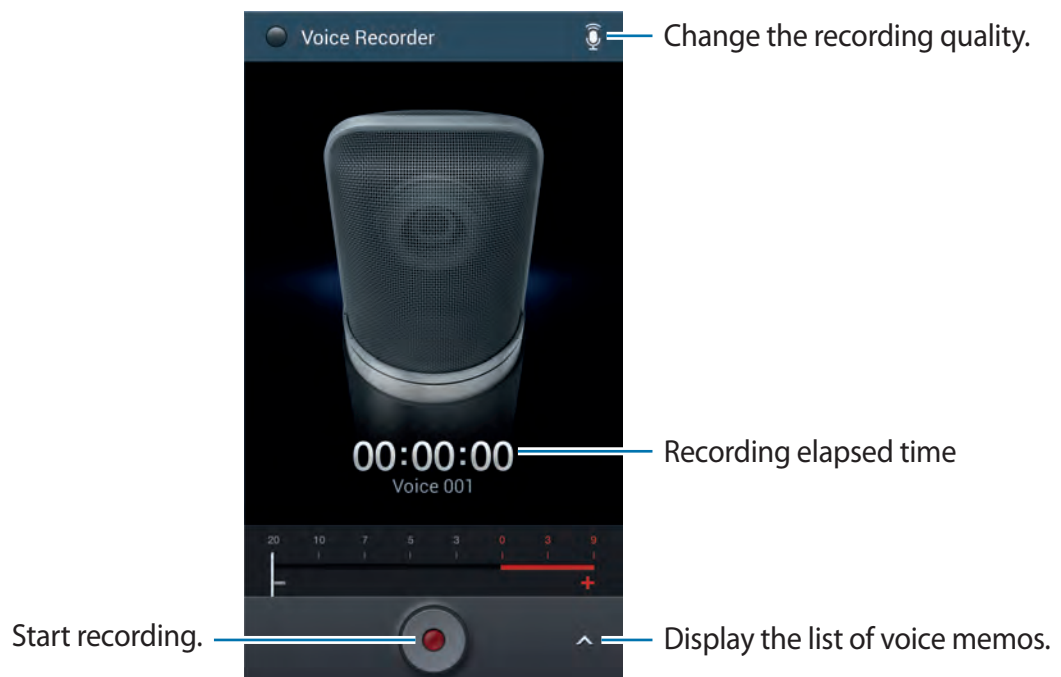 Voice Recorder
Change the recording quality.
00:00:00
Recording elapsed time
Voice 001
20 10 7 5 3 0 3 9
- +
Start recording.
Display the list of voice memos.